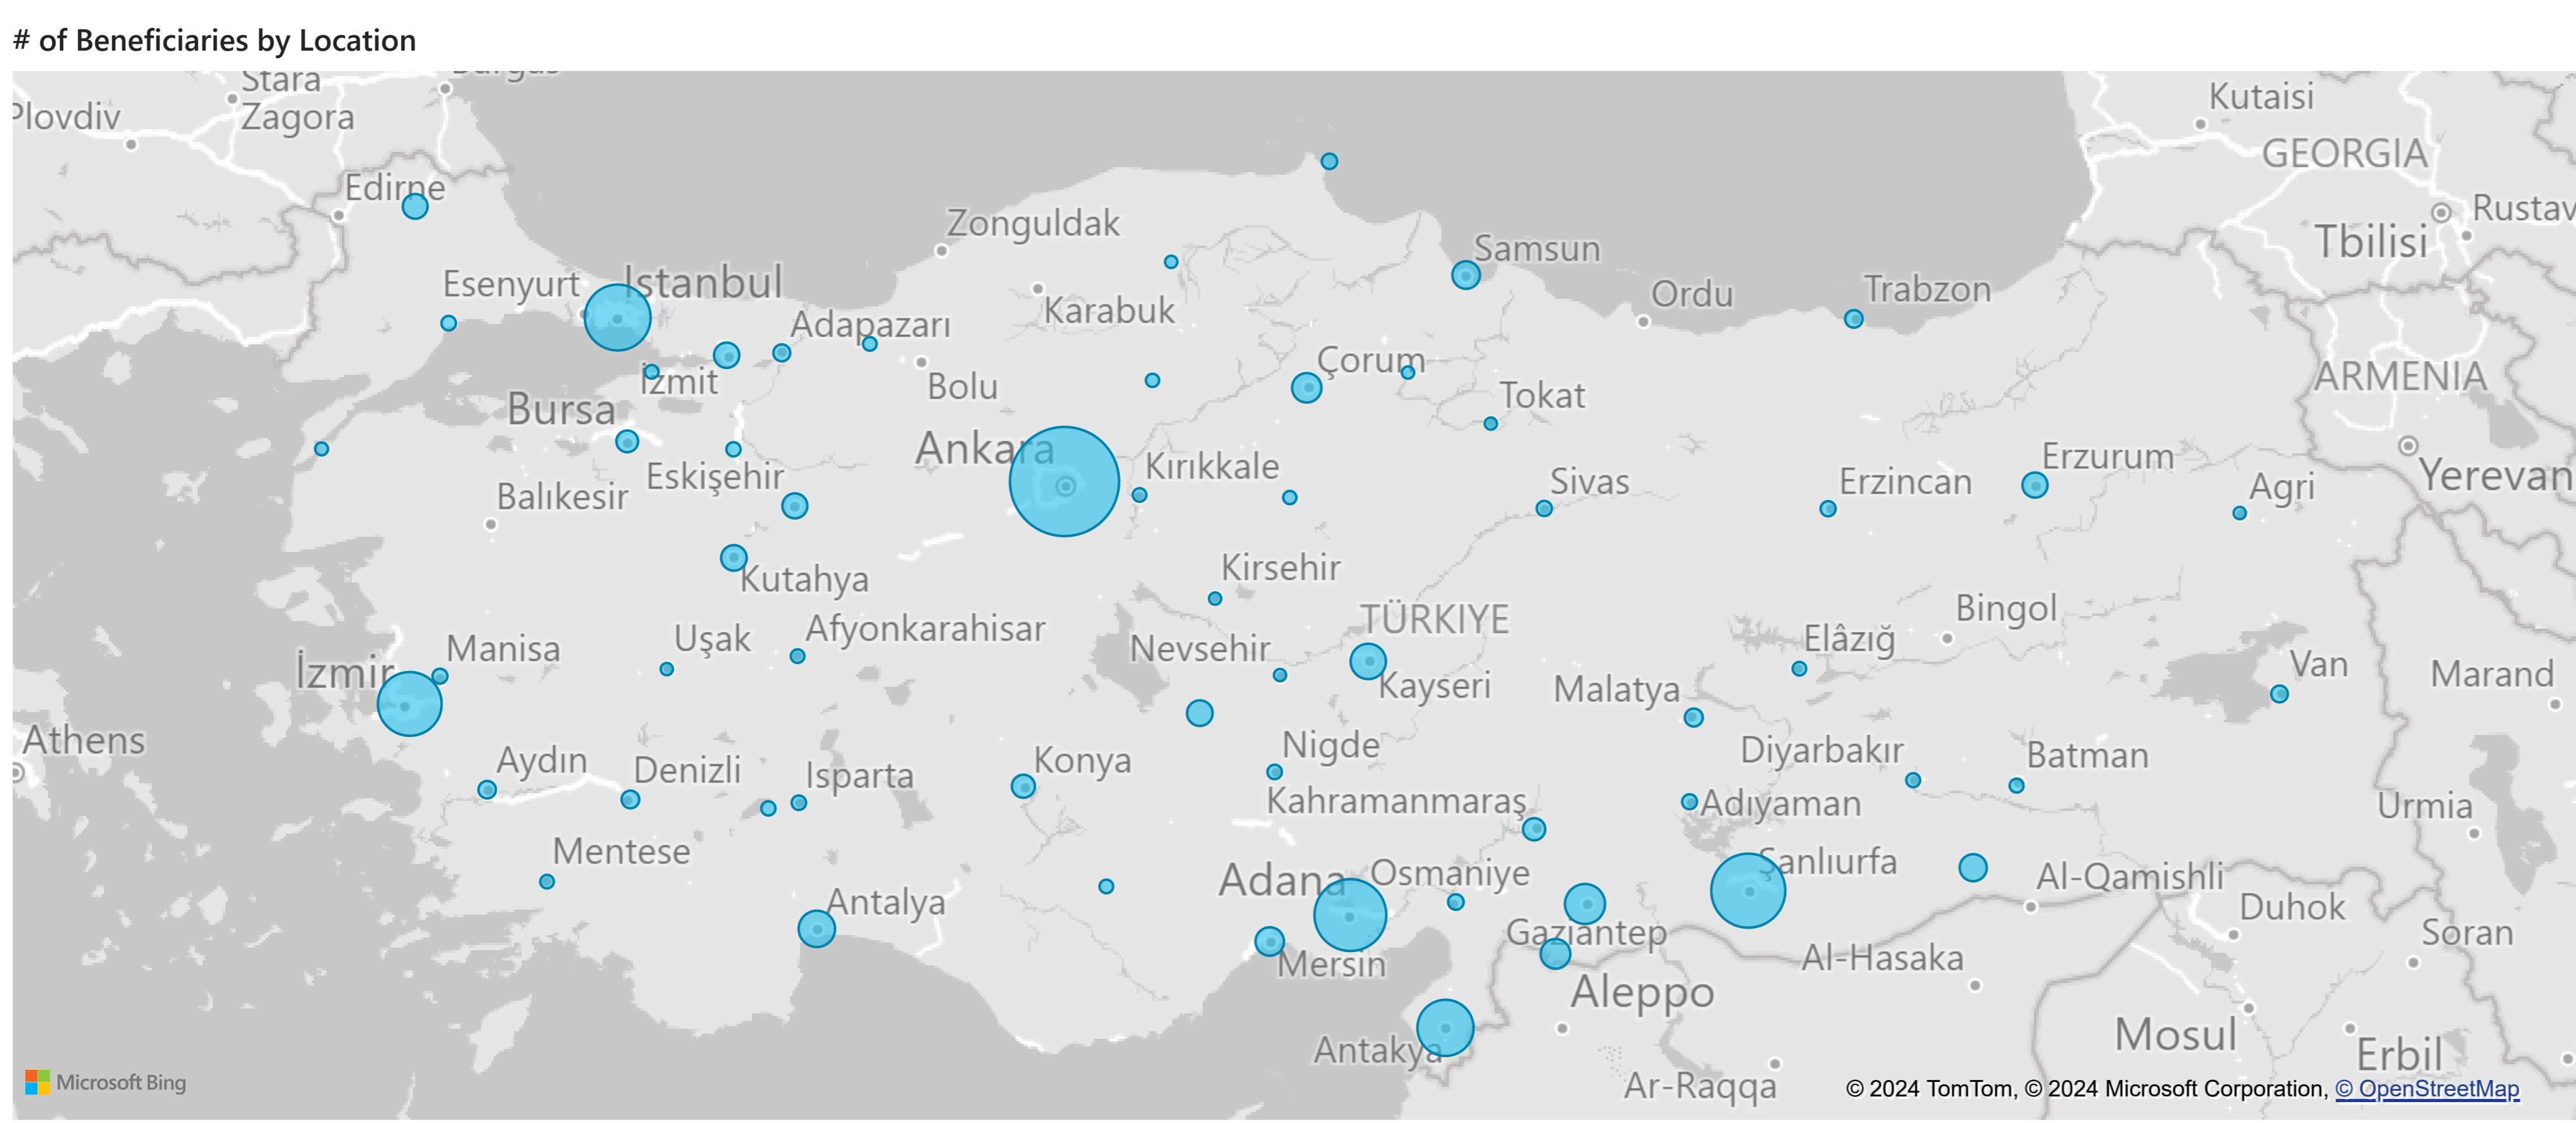 # of Beneficiaries by Location
Stara
Zagora
Plovdiv
Kutaisi
GEORGIA
Edirne
Rustav
Tbilisi
Zonguldak
Samsun
Esenyurt
Istanbul
Ordu
Trabzon
Karabuk
Adapazarı
Çorum
İzmit
Bolu
ARMENIA
Bursa
Tokat
Ankara
Kırıkkale
Erzurum
Eskişehir
Yerevan
Balıkesir
Sivas
Erzincan
Agri
Kutahya
Kirsehir
Bingol
TÜRKIYE
Afyonkarahisar
Uşak
Elâzığ
Manisa
Nevsehir
Van
İzmir
Kayseri
Malatya
Marand
Athens
Aydın
Denizli
Isparta
Konya
Nigde
Diyarbakır
Batman
Kahramanmaraş
Adıyaman
Urmia
Mentese
Şanlıurfa
Osmaniye
Adana
Al-Qamishli
Antalya
Duhok
Gaziantep
Soran
Mersin
Al-Hasaka
Aleppo
Mosul
Antakya
Erbil
Ar-Raqqa
Microsoft Bing
© 2024 TomTom, © 2024 Microsoft Corporation, © OpenStreetMap